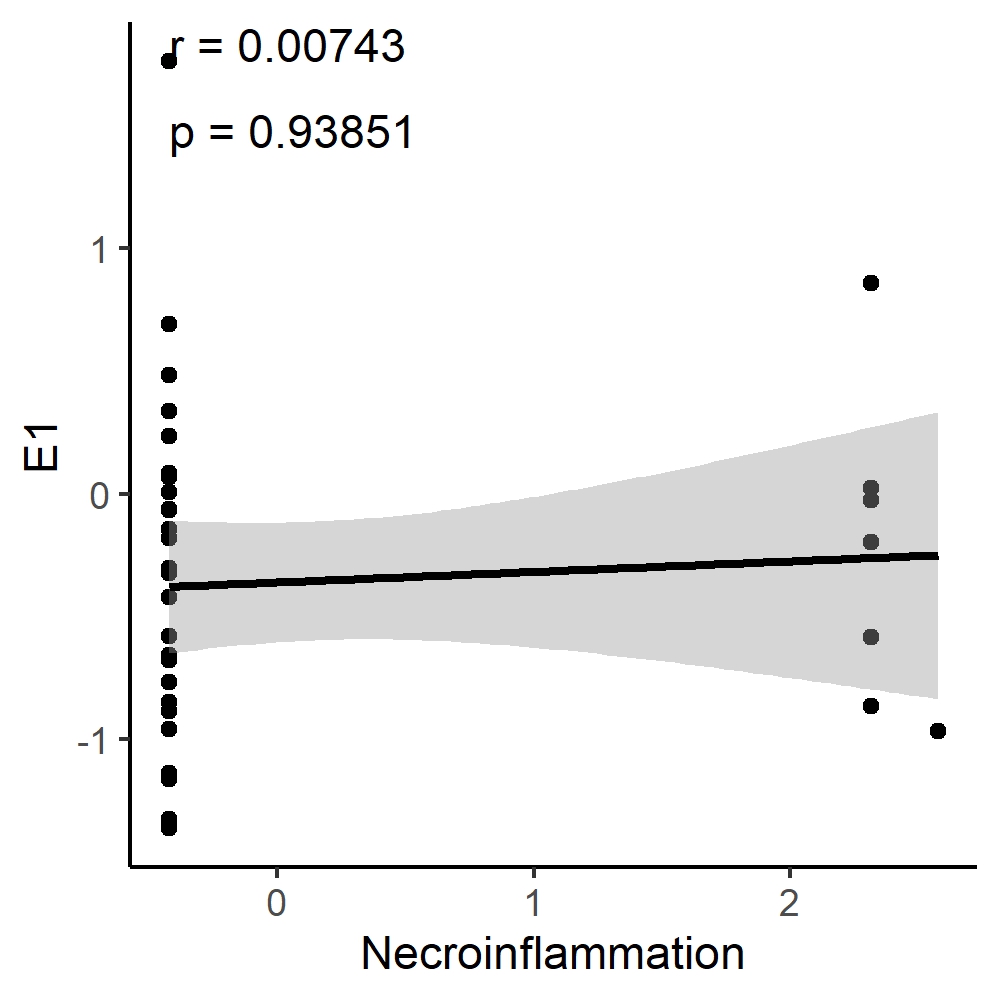 r = 0.00743
p = 0.93851
1
0
-1
E1
0 1 2
Necroinflammation